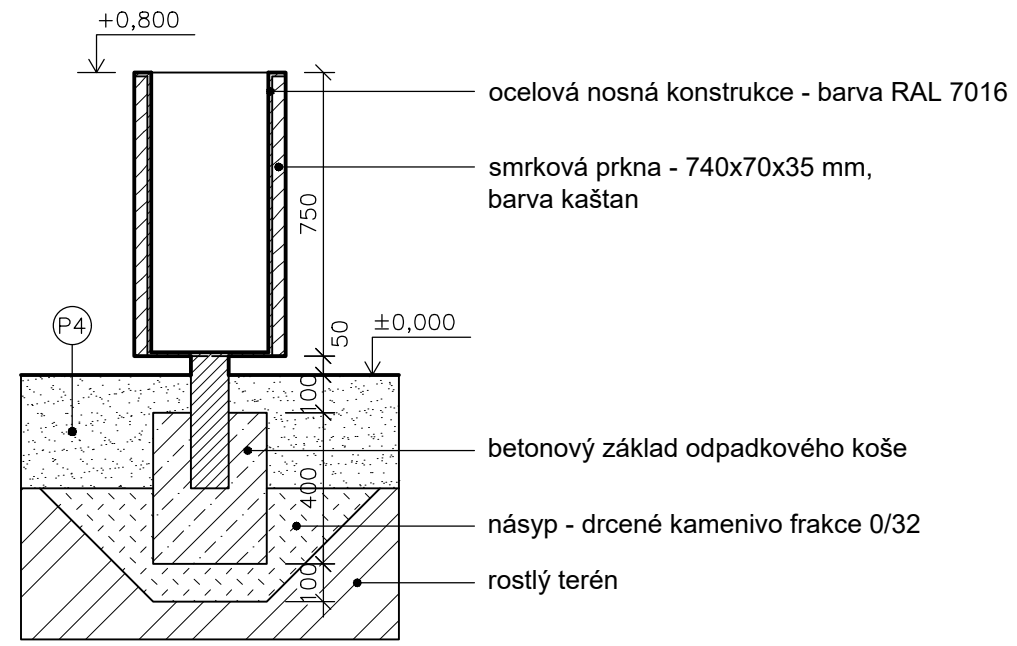 +0,800
ocelová nosná konstrukce - barva RAL 7016
smrková prkna - 740x70x35 mm,
barva kaštan
750
P4
50
±0,000
100
betonový základ odpadkového koše
400
násyp - drcené kamenivo frakce 0/32
100
rostlý terén